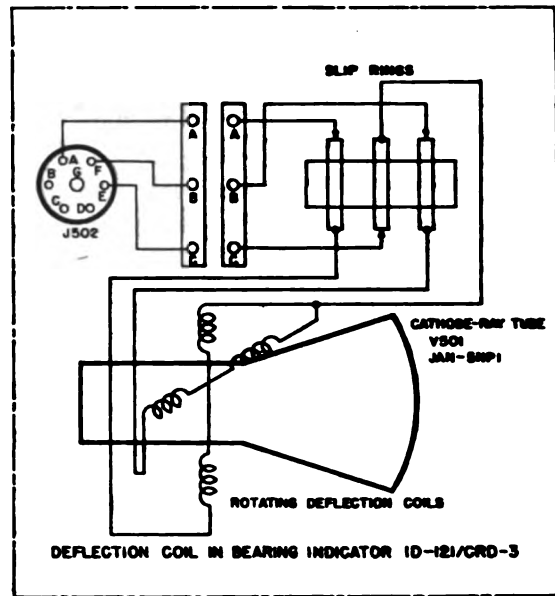 SLIP RINGS
A
A
A
F
B
G
B
B
E
C
D
J502
CATHODE-RAY TUBE
V501
JAN-5NP1
ROTATING DEFLECTION COILS
DEFLECTION COIL IN BEARING INDICATOR ID-121/CRD-3